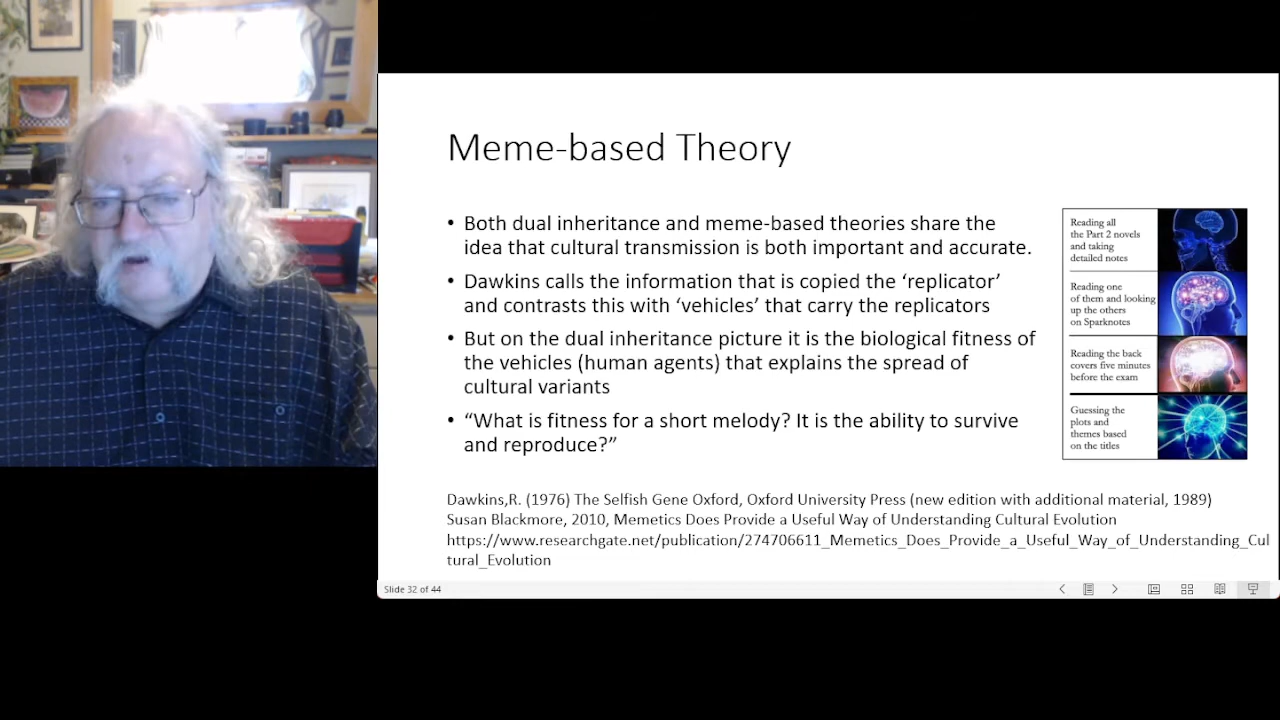 Meme-based Theory
• Both dual inheritance and meme-based theories share the
idea that cultural transmission is both important and accurate.
• Dawkins calls the information that is copied the ‘replicator’
and contrasts this with ‘vehicles’ that carry the replicators
• But on the dual inheritance picture it is the biological fitness of
the vehicles (human agents) that explains the spread of
cultural variants
• “What is fitness for a short melody? It is the ability to survive
and reproduce?”
Reading all
the Part 2 novels
and taking
detailed notes
Reading one
of them and looking
up the others
on Sparknotes
Reading the back
covers five minutes
before the exam
Guessing the
plots and
themes based
on the titles
Dawkins,R. (1976) The Selfish Gene Oxford, Oxford University Press (new edition with additional material, 1989)
Susan Blackmore, 2010, Memetics Does Provide a Useful Way of Understanding Cultural Evolution
https://www.researchgate.net/publication/274706611_Memetics_Does_Provide_a_Useful_Way_of_Understanding_Cul
tural_Evolution
Slide 32 of 44